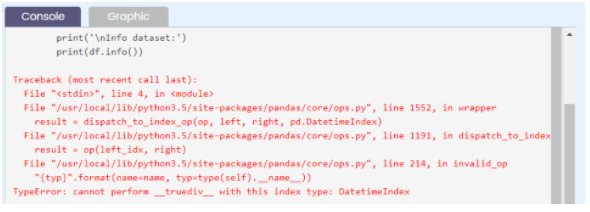 Console
Graphic
print('\nInfo dataset:')
print(df.info())
Traceback (most recent call last):
File "<stdin>", line 4, in <module>
File "/usr/local/lib/python3.5/site-packages/pandas/core/ops.py", line 1552, in wrapper
result = dispatch_to_index_op(op, left, right, pd.DatetimeIndex)
File "/usr/local/lib/python3.5/site-packages/pandas/core/ops.py", line 1191, in dispatch_to_index
result = op(left_idx, right)
File "/usr/local/lib/python3.5/site-packages/pandas/core/ops.py", line 214, in invalid_op
"{typ}".format(name=name, typ=type(self).__name__))
TypeError: cannot perform __truediv__ with this index type: DatetimeIndex